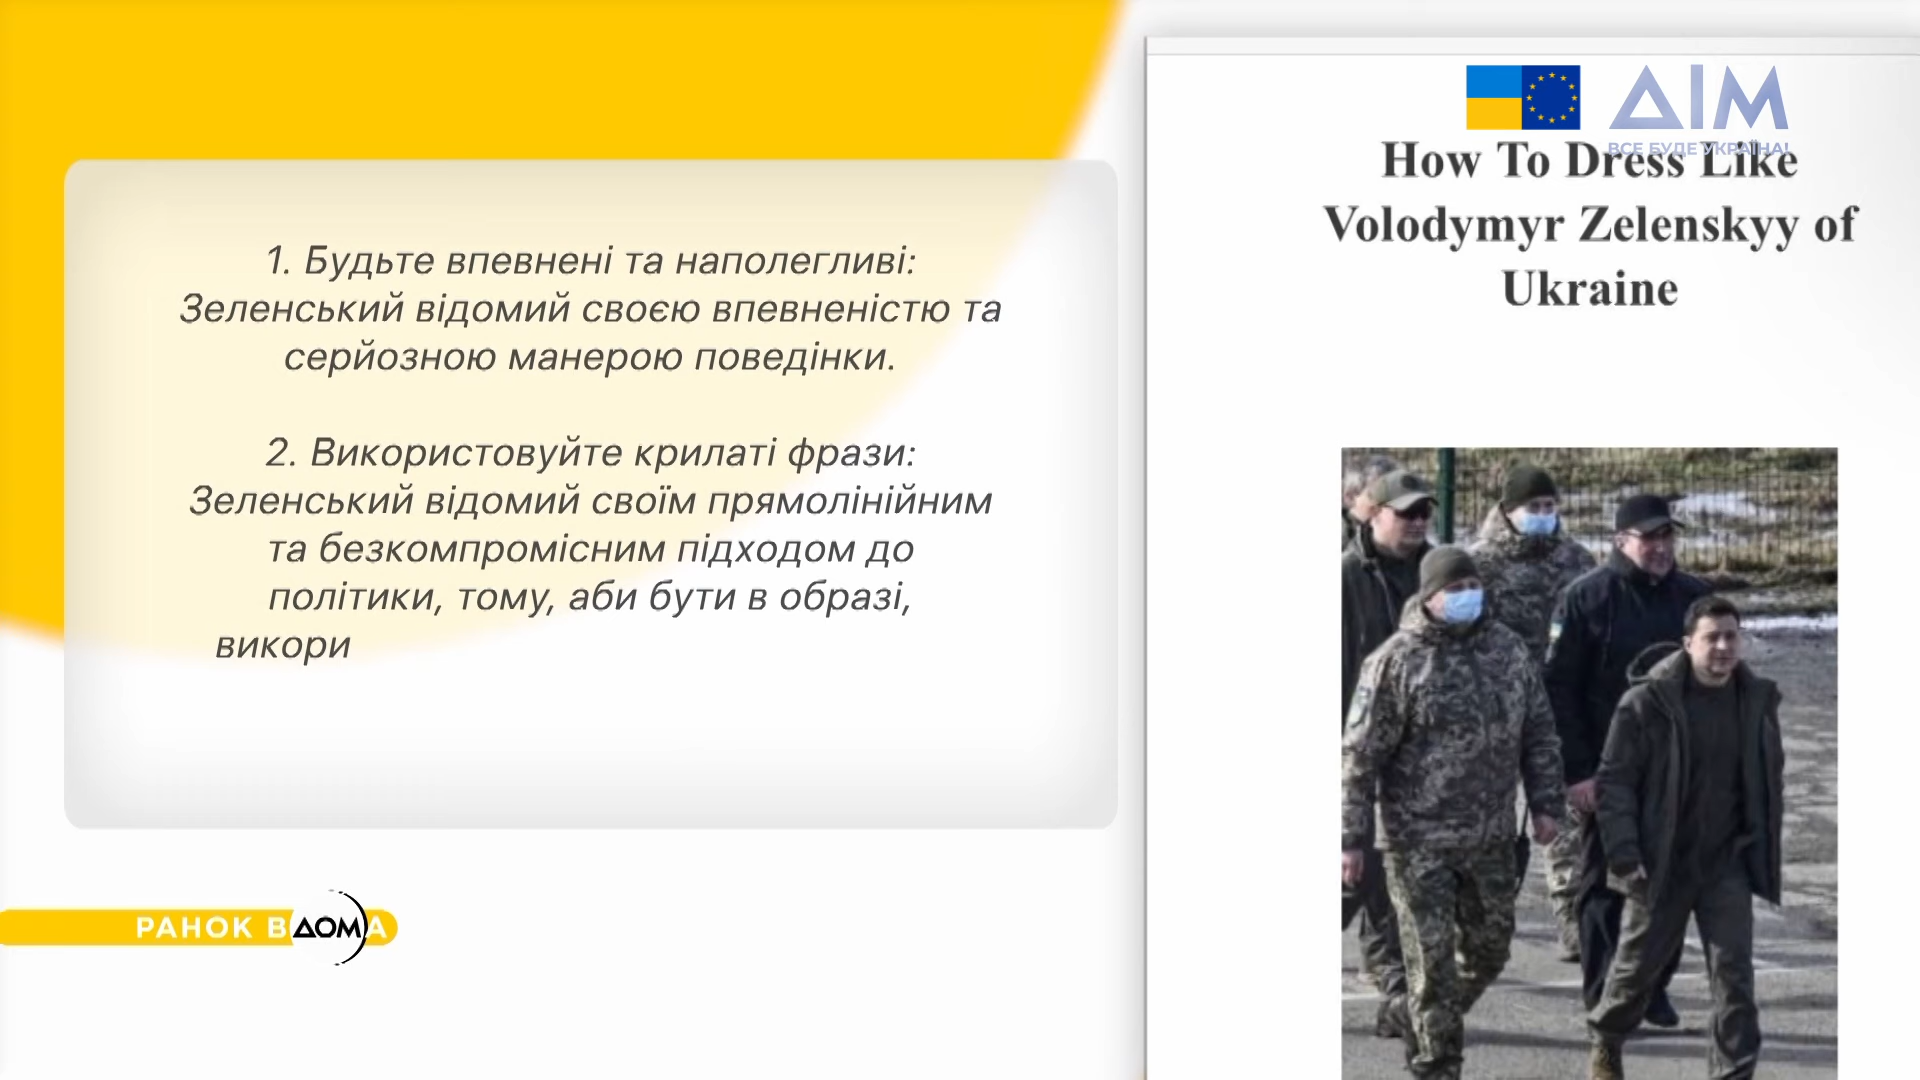 1. Будьте впевнені та наполегливі:
Зеленський відомий своєю впевненістю та
серйозною манерою поведінки.
2. Використовуйте крилаті фрази:
Зеленський відомий своїм прямолінійним
та безкомпромісним підходом до
політики, тому, аби бути в образі,
викори
ДІМ
ВСЕ БУДЕ УКРАЇНА!
How To Dress Like
Volodymyr Zelenskyy of
Ukraine
РАНОК В ДОМ А